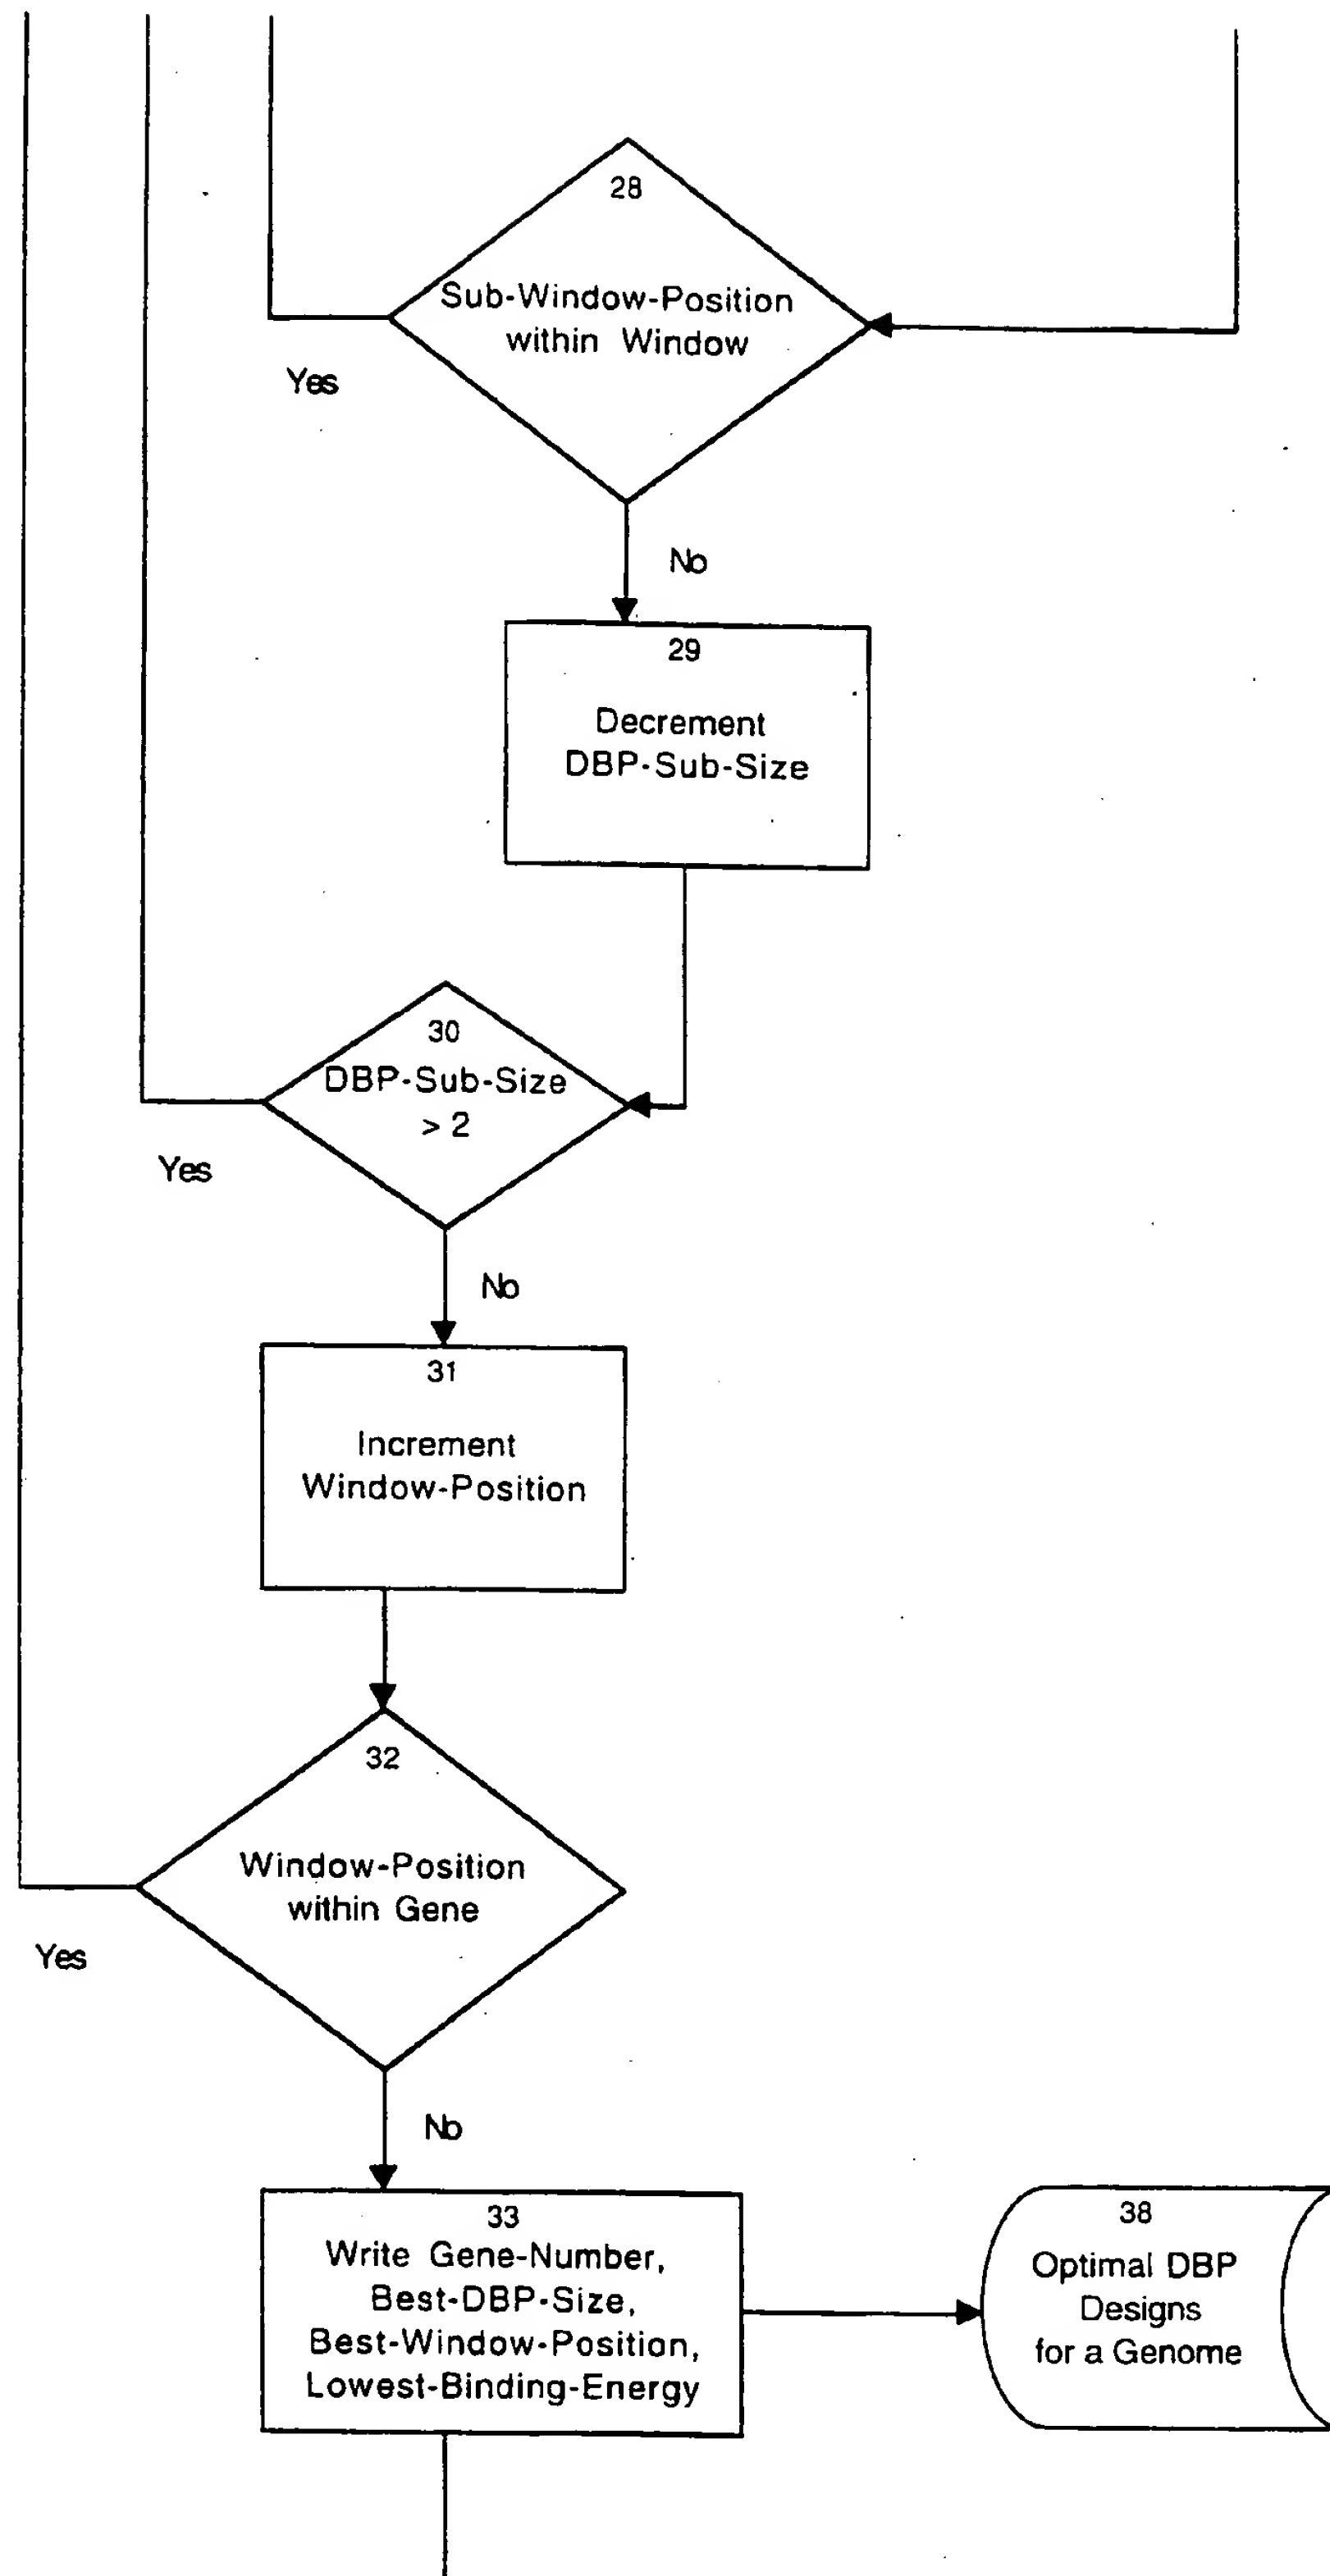 28
Sub-Window-Position
within Window
Yes
No
29
Decrement
DBP-Sub-Size
30
DBP-Sub-Size
> 2
Yes
No
31
Increment
Window-Position
32
Window-Position
within Gene
Yes
No
33
Write Gene-Number,
Best-DBP-Size,
Best-Window-Position,
Lowest-Binding-Energy
38
Optimal DBP
Designs
for a Genome